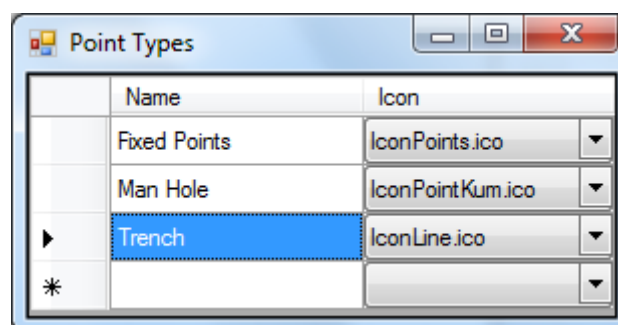 Point Types
Name Icon
Fixed Points IconPoints.ico
Man Hole IconPointKum.ico
Trench IconLine.ico